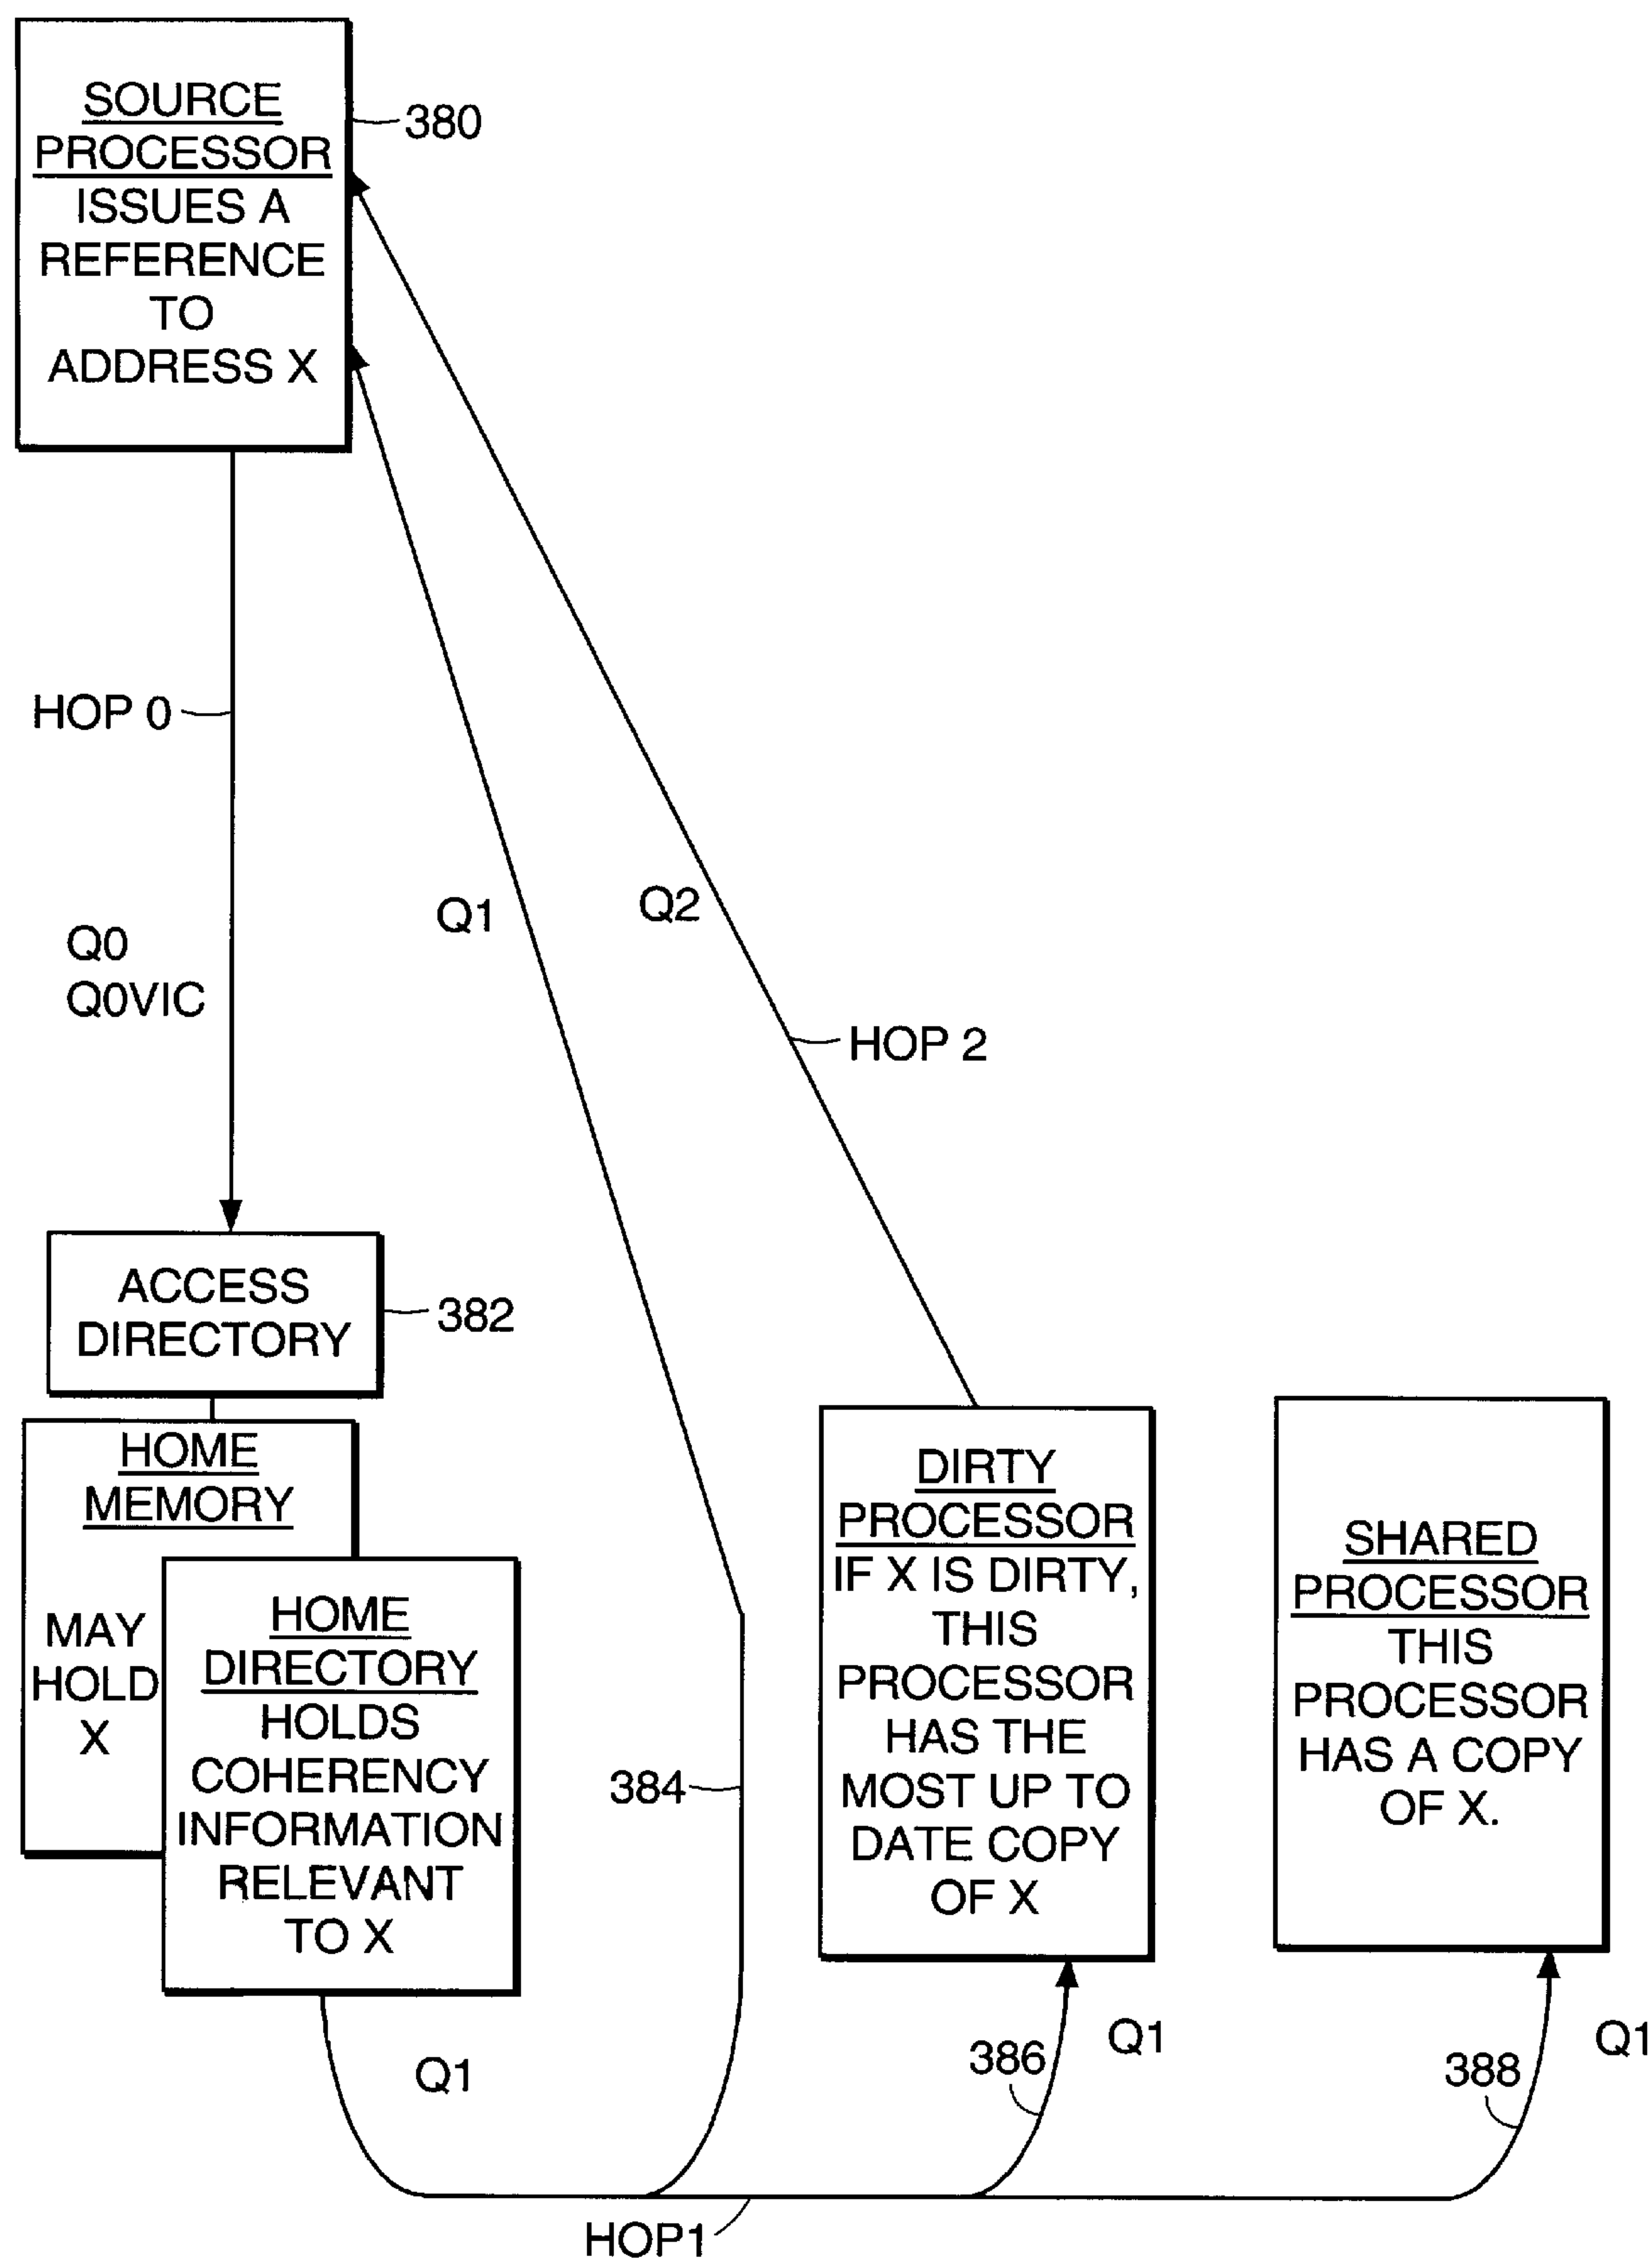 SOURCE
PROCESSOR
ISSUES A
REFERENCE
TO
ADDRESS X
380
HOP 0
Q0
Q0VIC
Q1
Q2
HOP 2
ACCESS
DIRECTORY
382
HOME
MEMORY
MAY
HOLD
X
HOME
DIRECTORY
HOLDS
COHERENCY
INFORMATION
RELEVANT
TO X
384
DIRTY
PROCESSOR
IF X IS DIRTY,
THIS
PROCESSOR
HAS THE
MOST UP TO
DATE COPY
OF X
SHARED
PROCESSOR
THIS
PROCESSOR
HAS A COPY
OF X.
Q1
386
Q1
388
Q1
HOP1